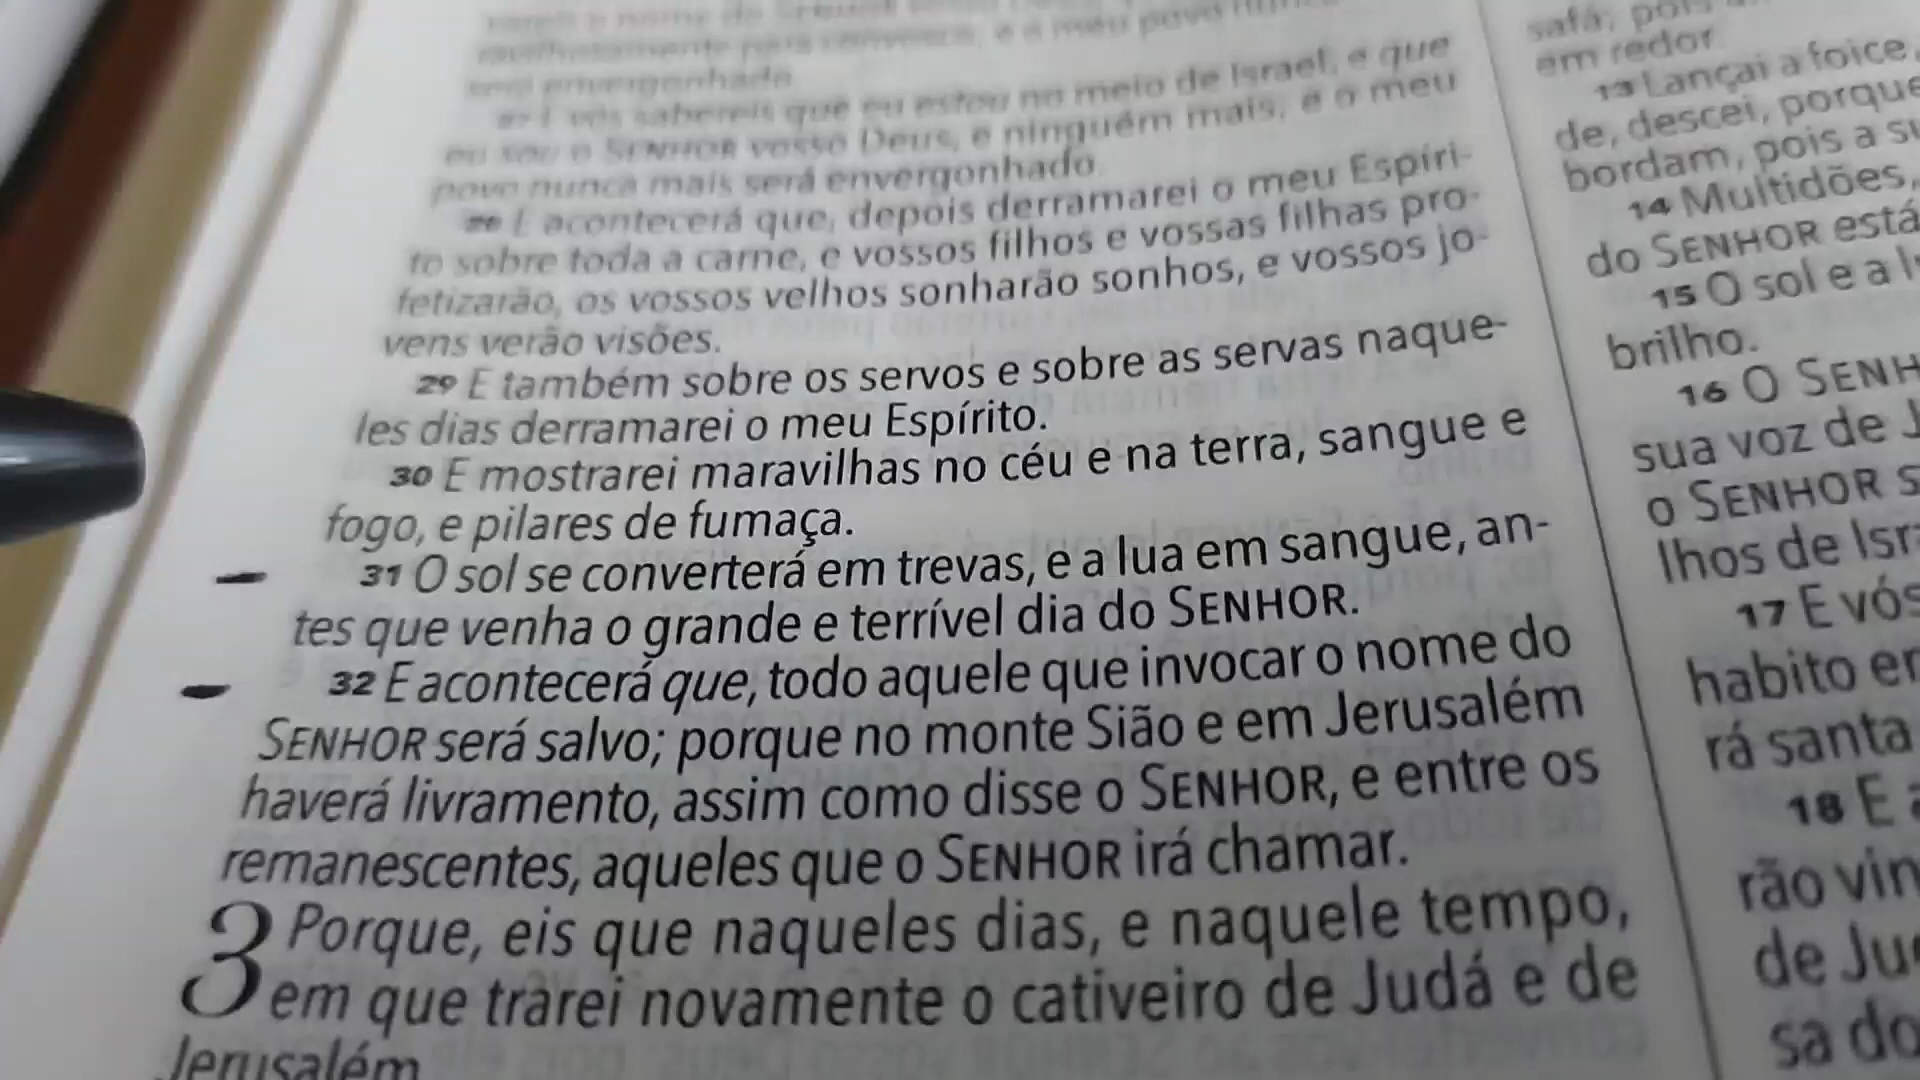 que eu estou no meio de Israel, e que
eu sou o SENHOR vosso Deus, e ninguém mais; e o meu
povo nunca mais será envergonhado.
28 E acontecerá que, depois derramarei o meu Espíri-
to sobre toda a carne, e vossos filhos e vossas filhas pro-
fetizarão, os vossos velhos sonharão sonhos, e vossos jo-
vens verão visões.
29 E também sobre os servos e sobre as servas naque-
les dias derramarei o meu Espírito.
30 E mostrarei maravilhas no céu e na terra, sangue e
fogo, e pilares de fumaça.
31 O sol se converterá em trevas, e a lua em sangue, an-
tes que venha o grande e terrível dia do SENHOR.
32 E acontecerá que, todo aquele que invocar o nome do
SENHOR será salvo; porque no monte Sião e em Jerusalém
haverá livramento, assim como disse o SENHOR, e entre os
remanescentes, aqueles que o SENHOR irá chamar.
3 Porque, eis que naqueles dias, e naquele tempo,
em que trarei novamente o cativeiro de Judá e de
Jerusalém
em redor.
13 Lançai a foice,
de, descei, porque
bordam, pois a su
14 Multidões,
do SENHOR está
15 O sol e a l
brilho.
16 O SENH
sua voz de J
o SENHOR s
lhos de Isr
17 E vós
habito em
rá santa
18 E a
rão vin
de Ju
sa do